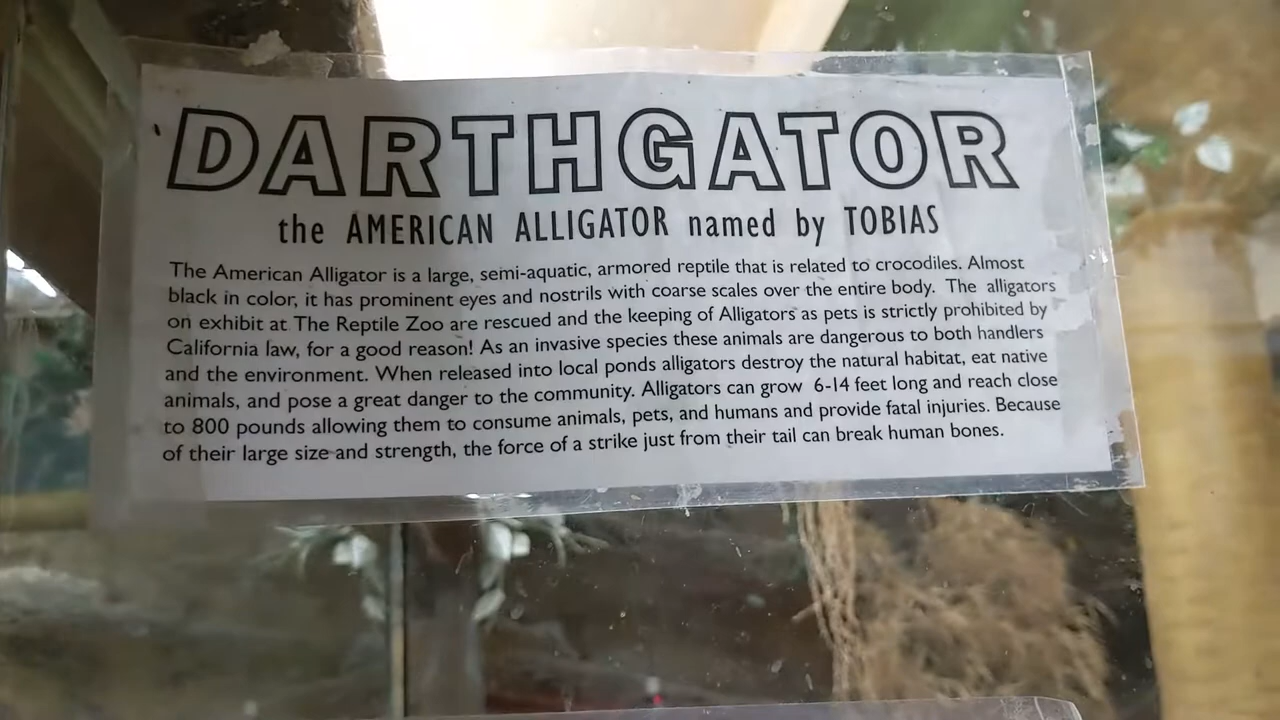 DARTHGATOR
the AMERICAN ALLIGATOR named by TOBIAS
The American Alligator is a large, semi-aquatic, armored reptile that is related to crocodiles. Almost
black in color, it has prominent eyes and nostrils with coarse scales over the entire body. The alligators
on exhibit at The Reptile Zoo are rescued and the keeping of Alligators as pets is strictly prohibited by
California law, for a good reason! As an invasive species these animals are dangerous to both handlers
and the environment. When released into local ponds alligators destroy the natural habitat, eat native
animals, and pose a great danger to the community. Alligators can grow 6-14 feet long and reach close
to 800 pounds allowing them to consume animals, pets, and humans and provide fatal injuries. Because
of their large size and strength, the force of a strike just from their tail can break human bones.